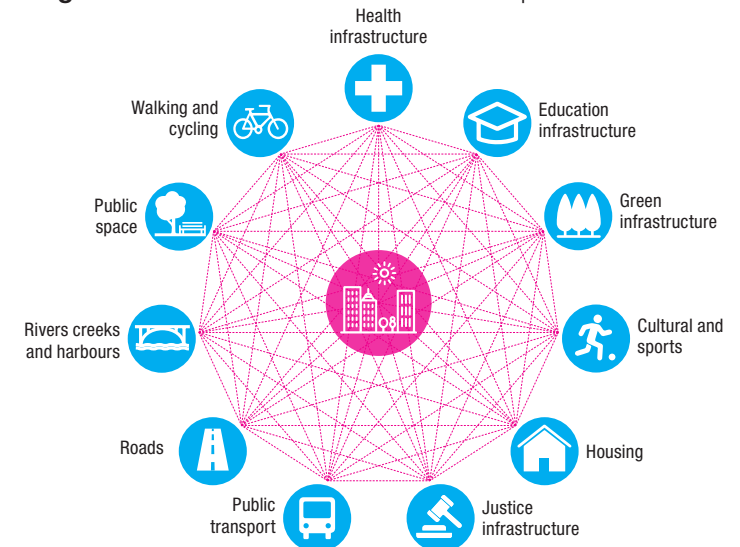 Health
infrastructure
Education
infrastructure
Green
infrastructure
Cultural and
sports
Housing
Justice
infrastructure
Public
transport
Roads
Rivers creeks
and harbours
Public
space
Walking and
cycling